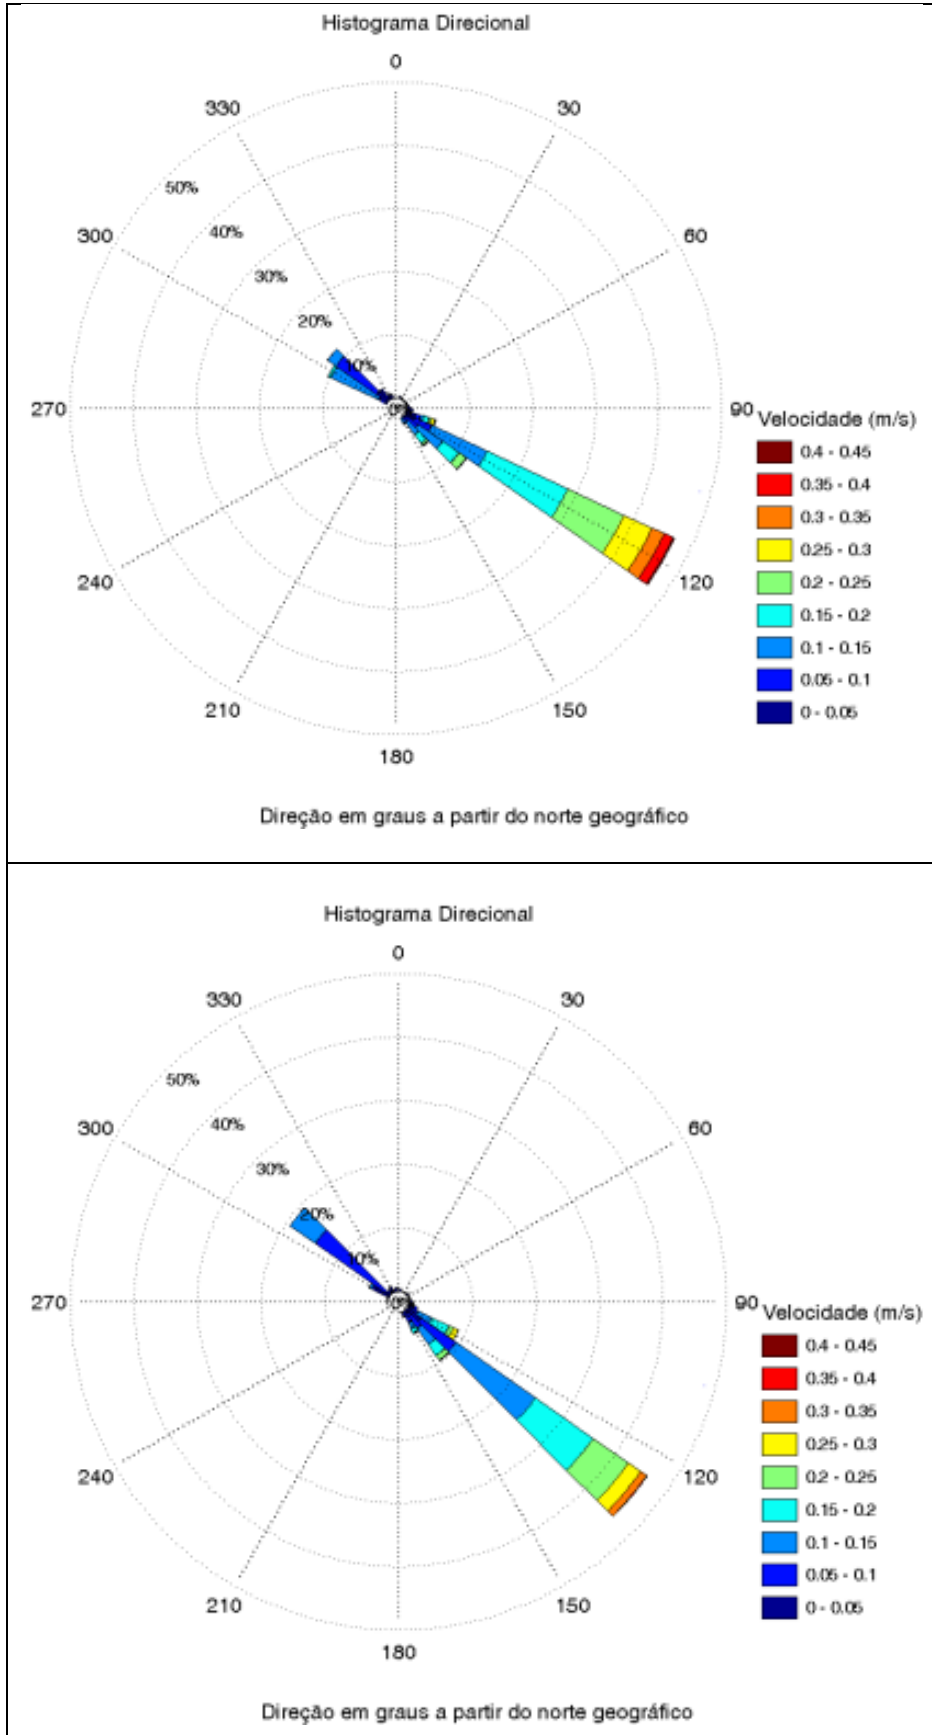 Histograma Direcional
0
330
30
50%
300
40%
60
30%
20%
10%
270
0%
90
Velocidade (m/s)
0.4 - 0.45
0.35 - 0.4
0.3 - 0.35
0.25 - 0.3
240
0.2 - 0.25
120
0.15 - 0.2
0.1 - 0.15
0.05 - 0.1
210
150
0 - 0.05
180
Direção em graus a partir do norte geográfico
Histograma Direcional
0
330
30
50%
300
40%
60
30%
20%
10%
270
0%
90
Velocidade (m/s)
0.4 - 0.45
0.35 - 0.4
0.3 - 0.35
0.25 - 0.3
240
120
0.2 - 0.25
0.15 - 0.2
0.1 - 0.15
0.05 - 0.1
210
150
0 - 0.05
180
Direção em graus a partir do norte geográfico